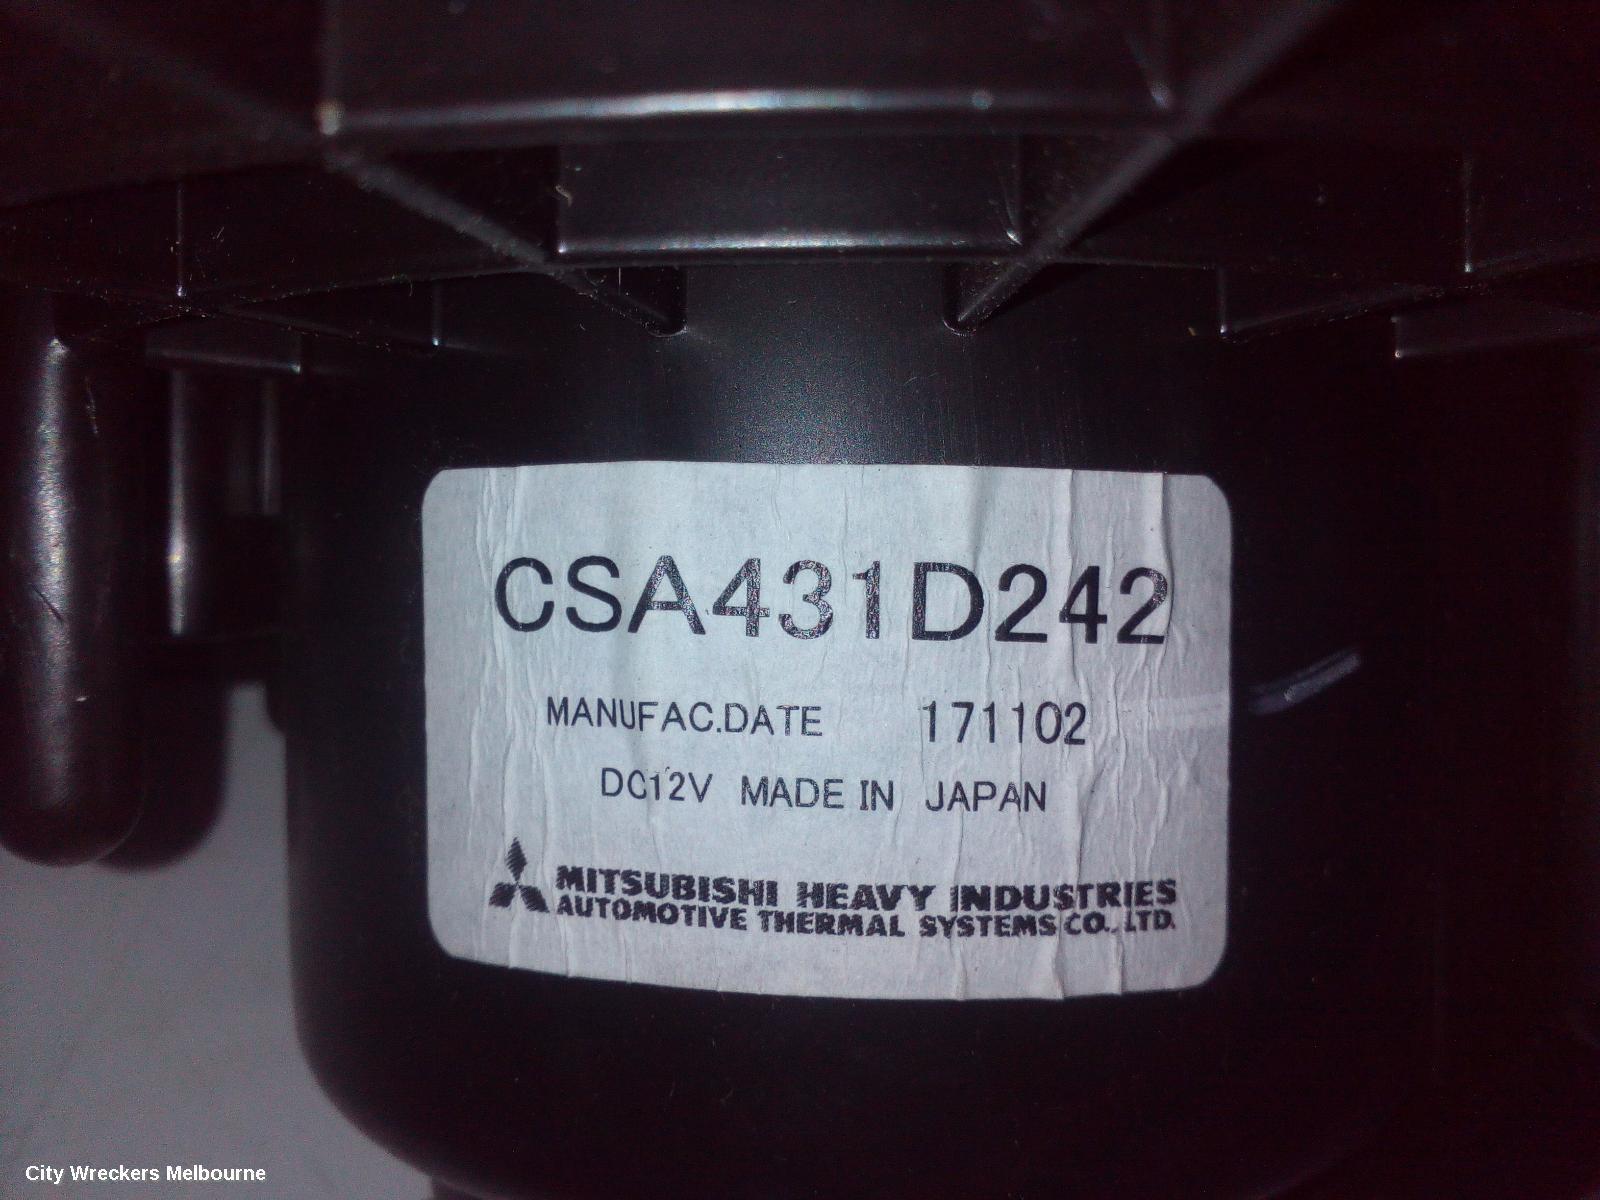 CSA431D242
MANUFAC.DATE 171102
DC12V MADE IN JAPAN
MITSUBISHI HEAVY INDUSTRIES
AUTOMOTIVE THERMAL SYSTEMS CO.,LTD.
City Wreckers Melbourne